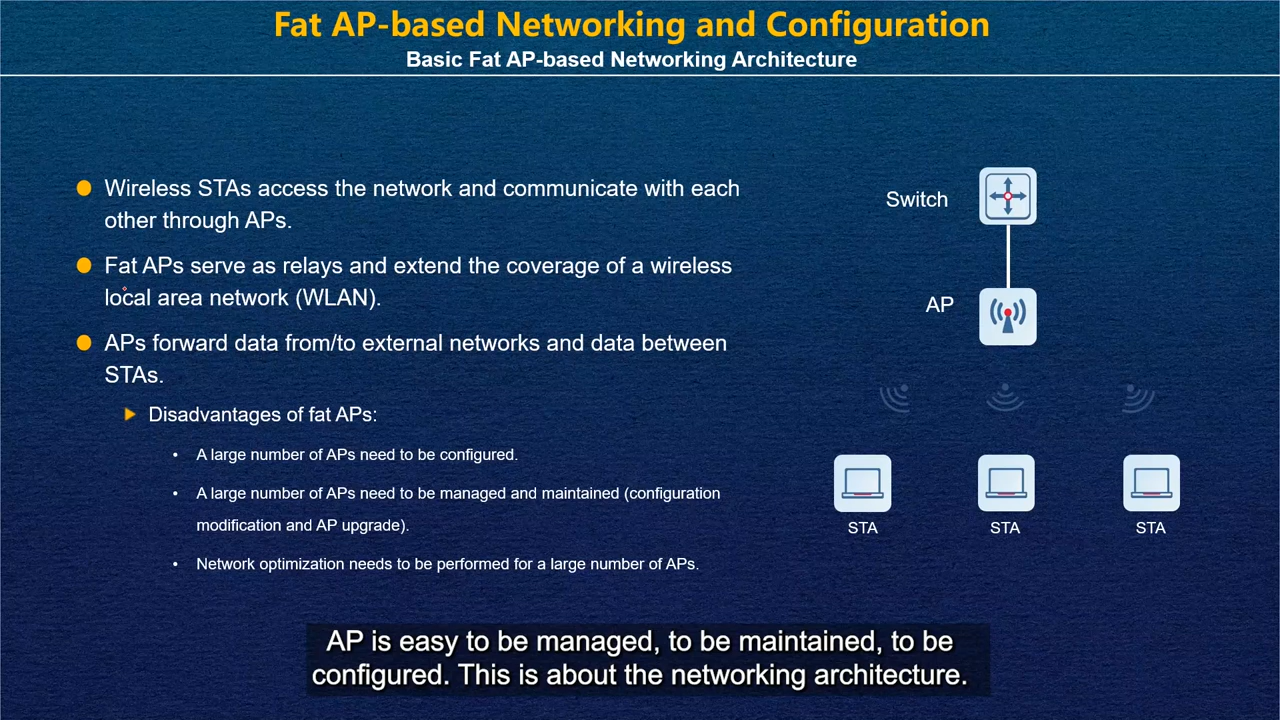 Fat AP-based Networking and Configuration
Basic Fat AP-based Networking Architecture
Wireless STAs access the network and communicate with each
other through APs.
Fat APs serve as relays and extend the coverage of a wireless
local area network (WLAN).
APs forward data from/to external networks and data between
STAs.
Disadvantages of fat APs:
• A large number of APs need to be configured.
• A large number of APs need to be managed and maintained (configuration
modification and AP upgrade).
• Network optimization needs to be performed for a large number of APs.
Switch
AP
STA
STA
STA
AP is easy to be managed, to be maintained, to be
configured. This is about the networking architecture.